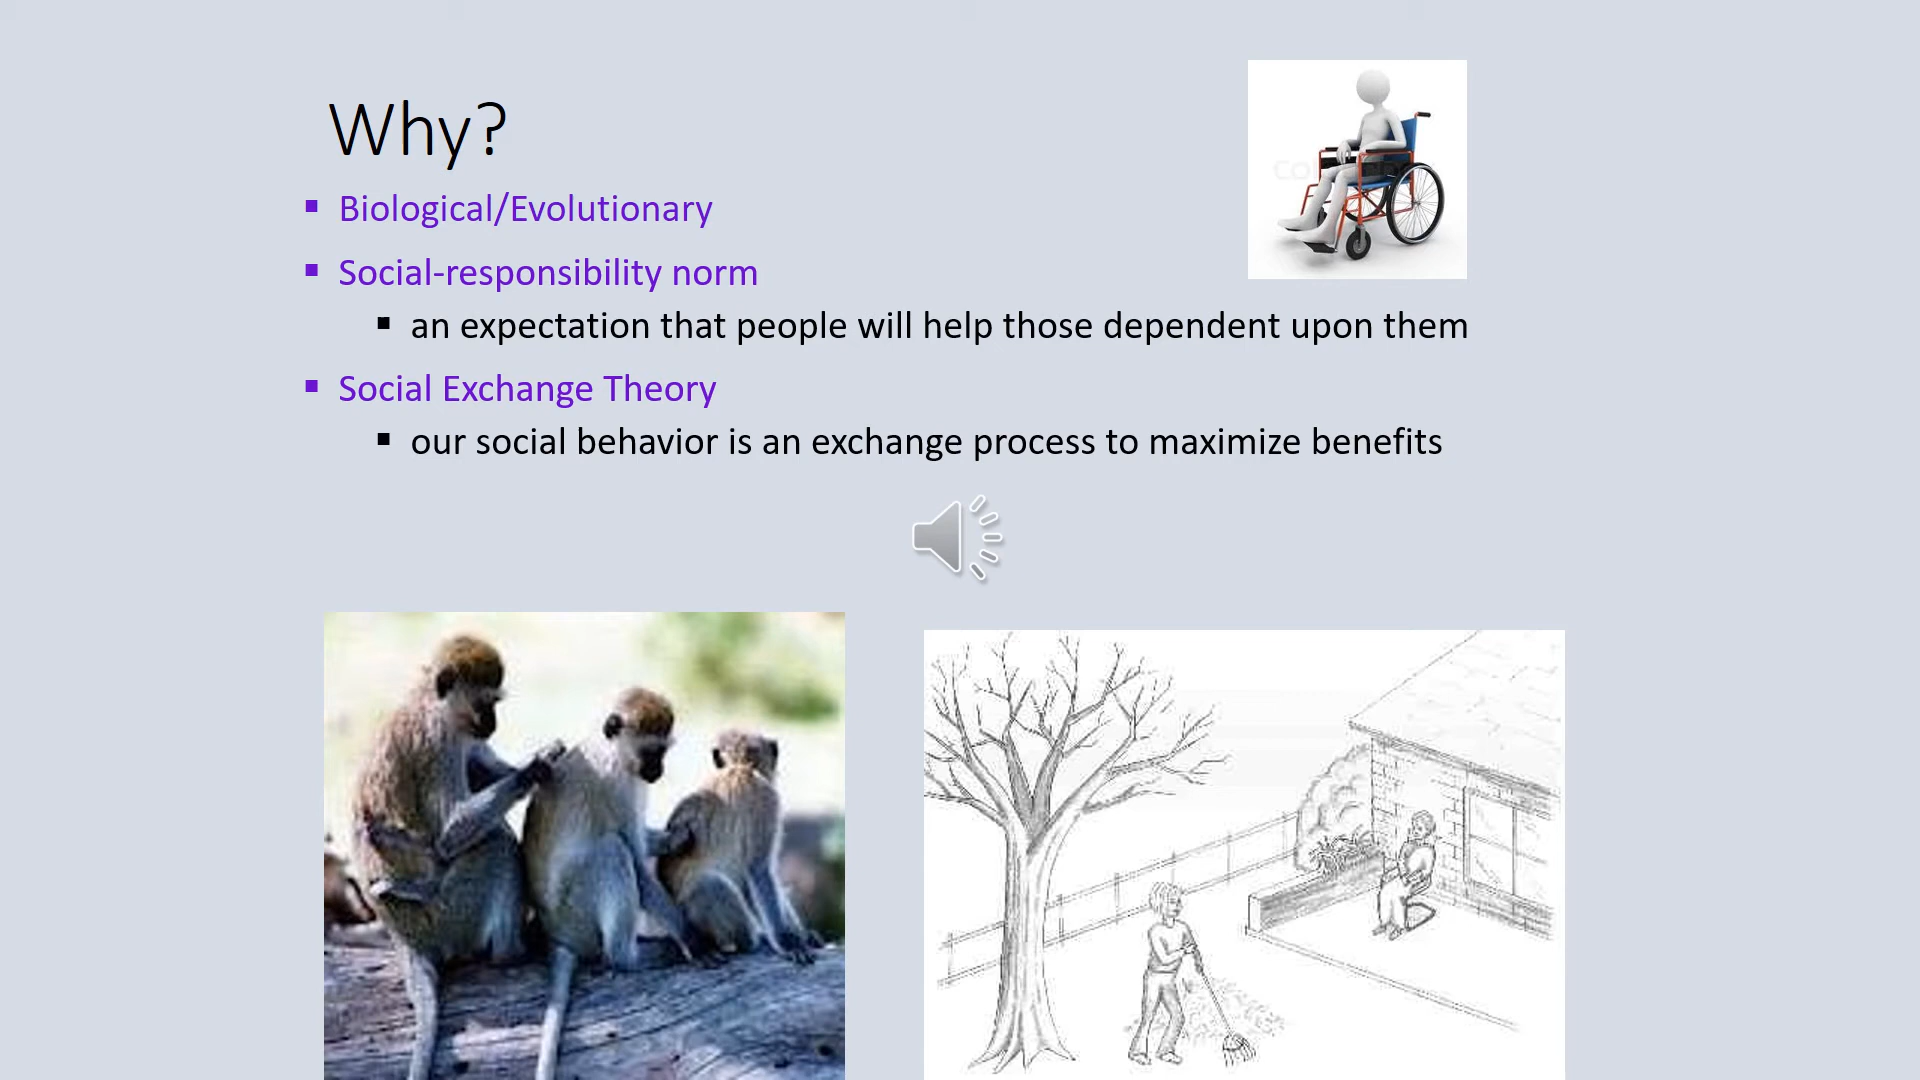 Why?
Biological/Evolutionary
Social-responsibility norm
an expectation that people will help those dependent upon them
Social Exchange Theory
our social behavior is an exchange process to maximize benefits